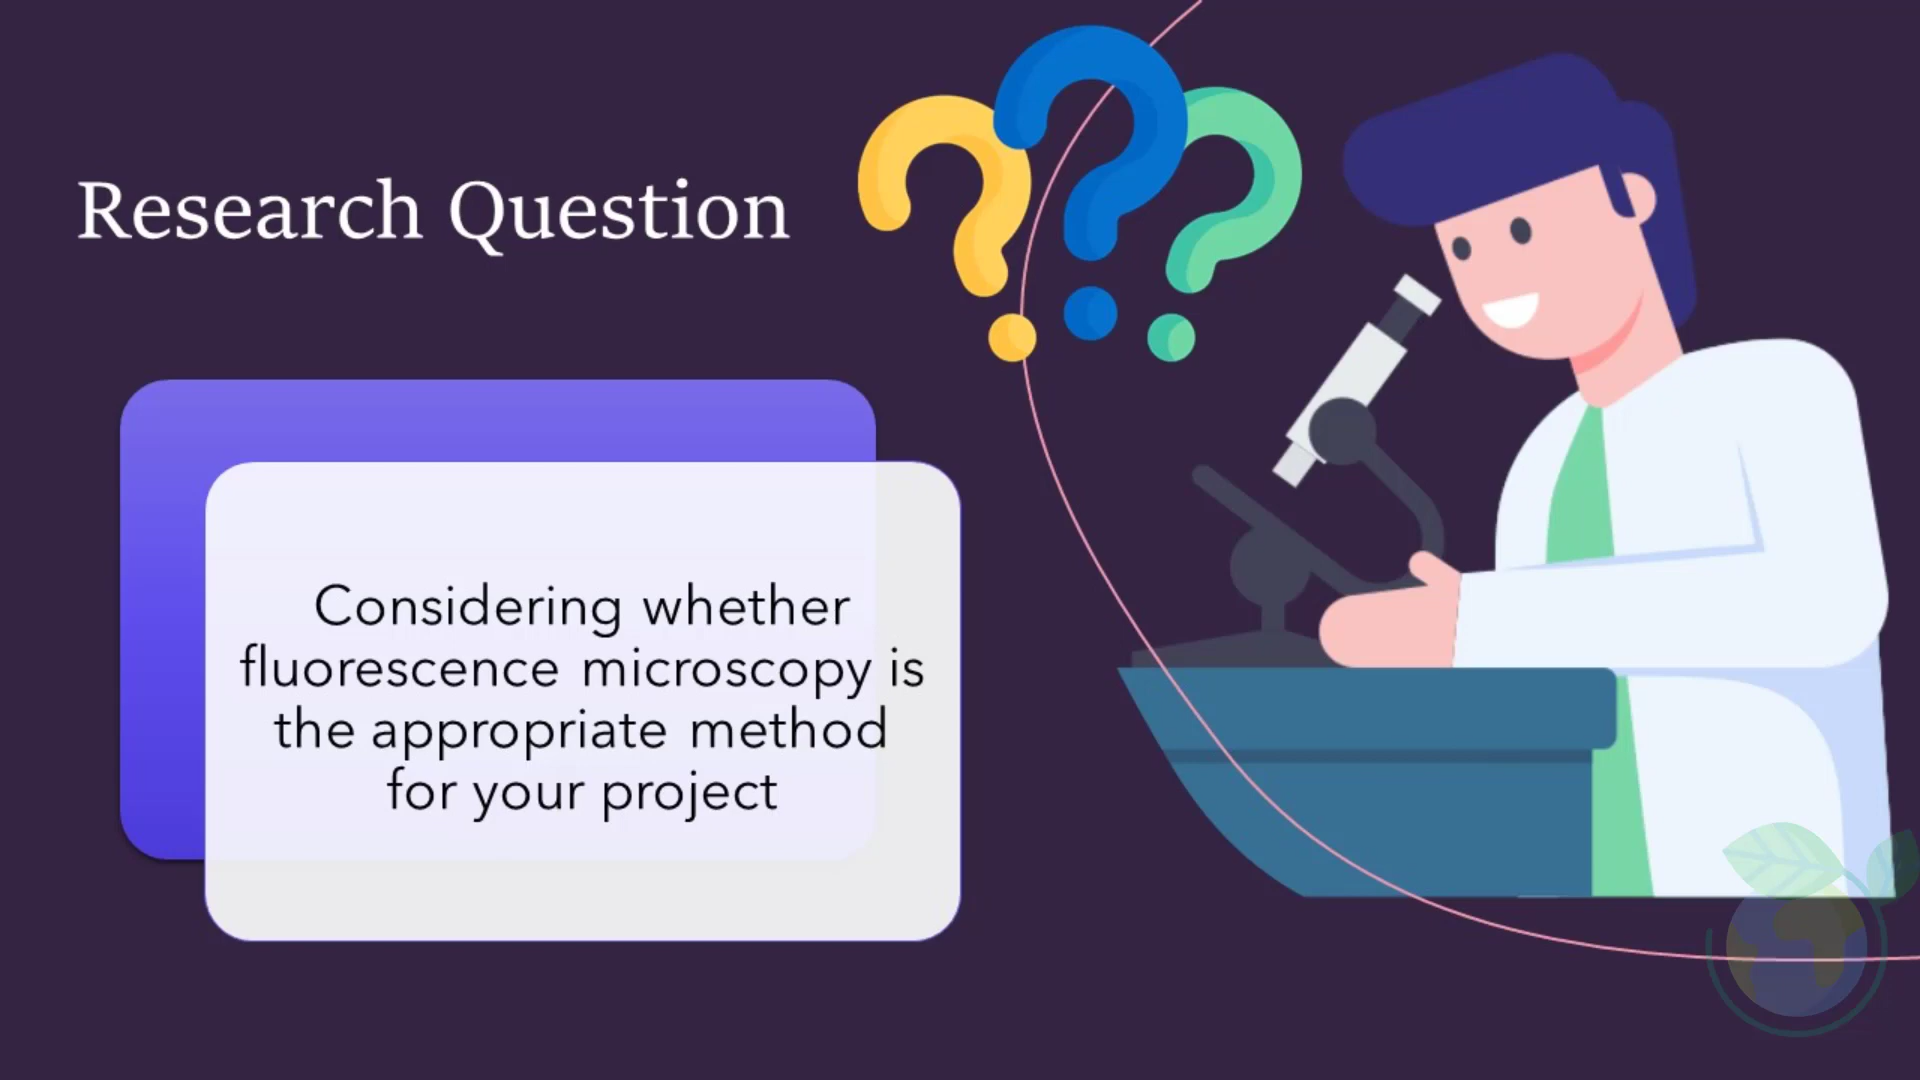 Research Question
Considering whether
fluorescence microscopy is
the appropriate method
for your project